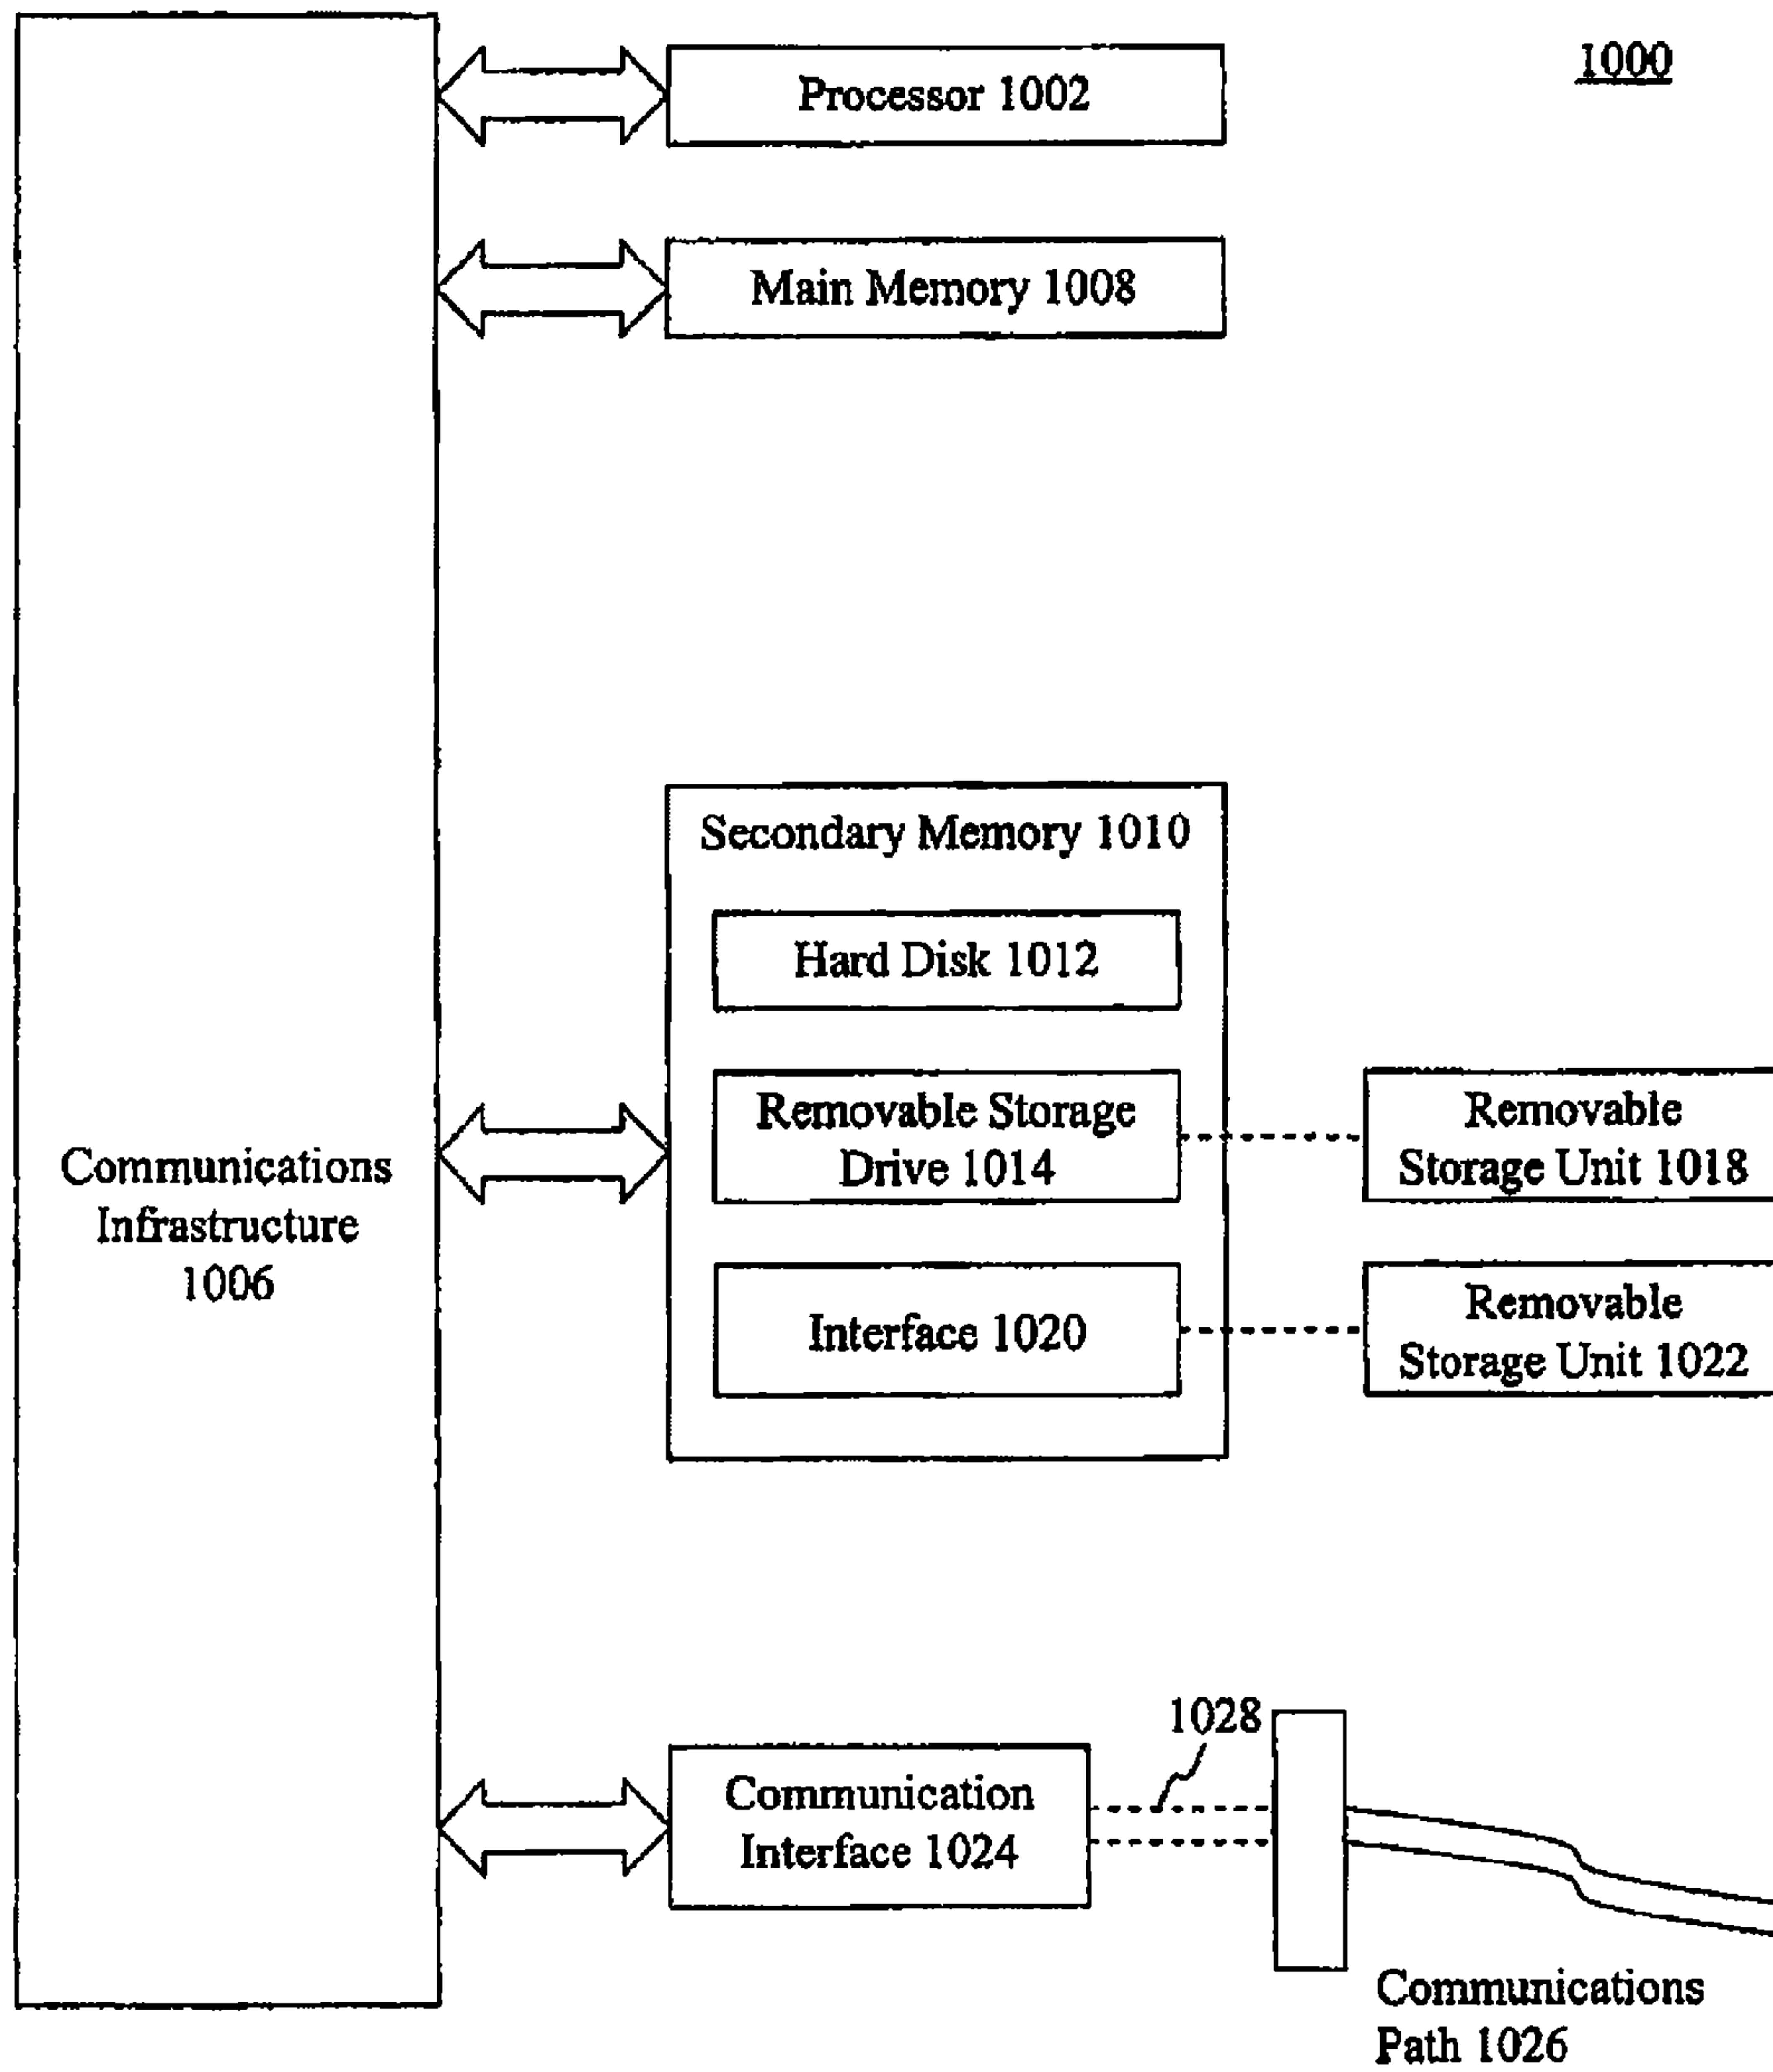 1000
Processor 1002
Main Memory 1008
Secondary Memory 1010
Hard Disk 1012
Removable Storage
Drive 1014
Removable
Storage Unit 1018
Communications
Infrastructure
1006
Interface 1020
Removable
Storage Unit 1022
1028
Communication
Interface 1024
Communications
Path 1026